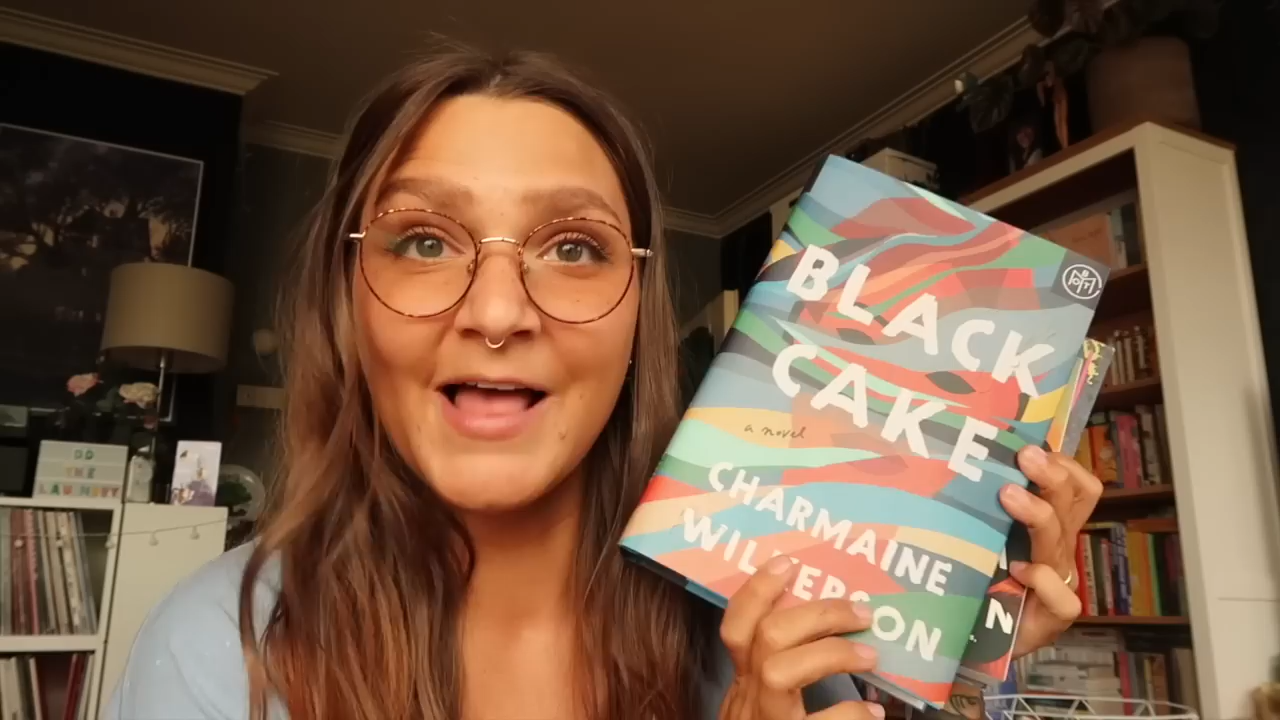 BLACK
CAKE
a novel
CHARMAINE
WILKERSON
DO
THE
LAUNDRY
N